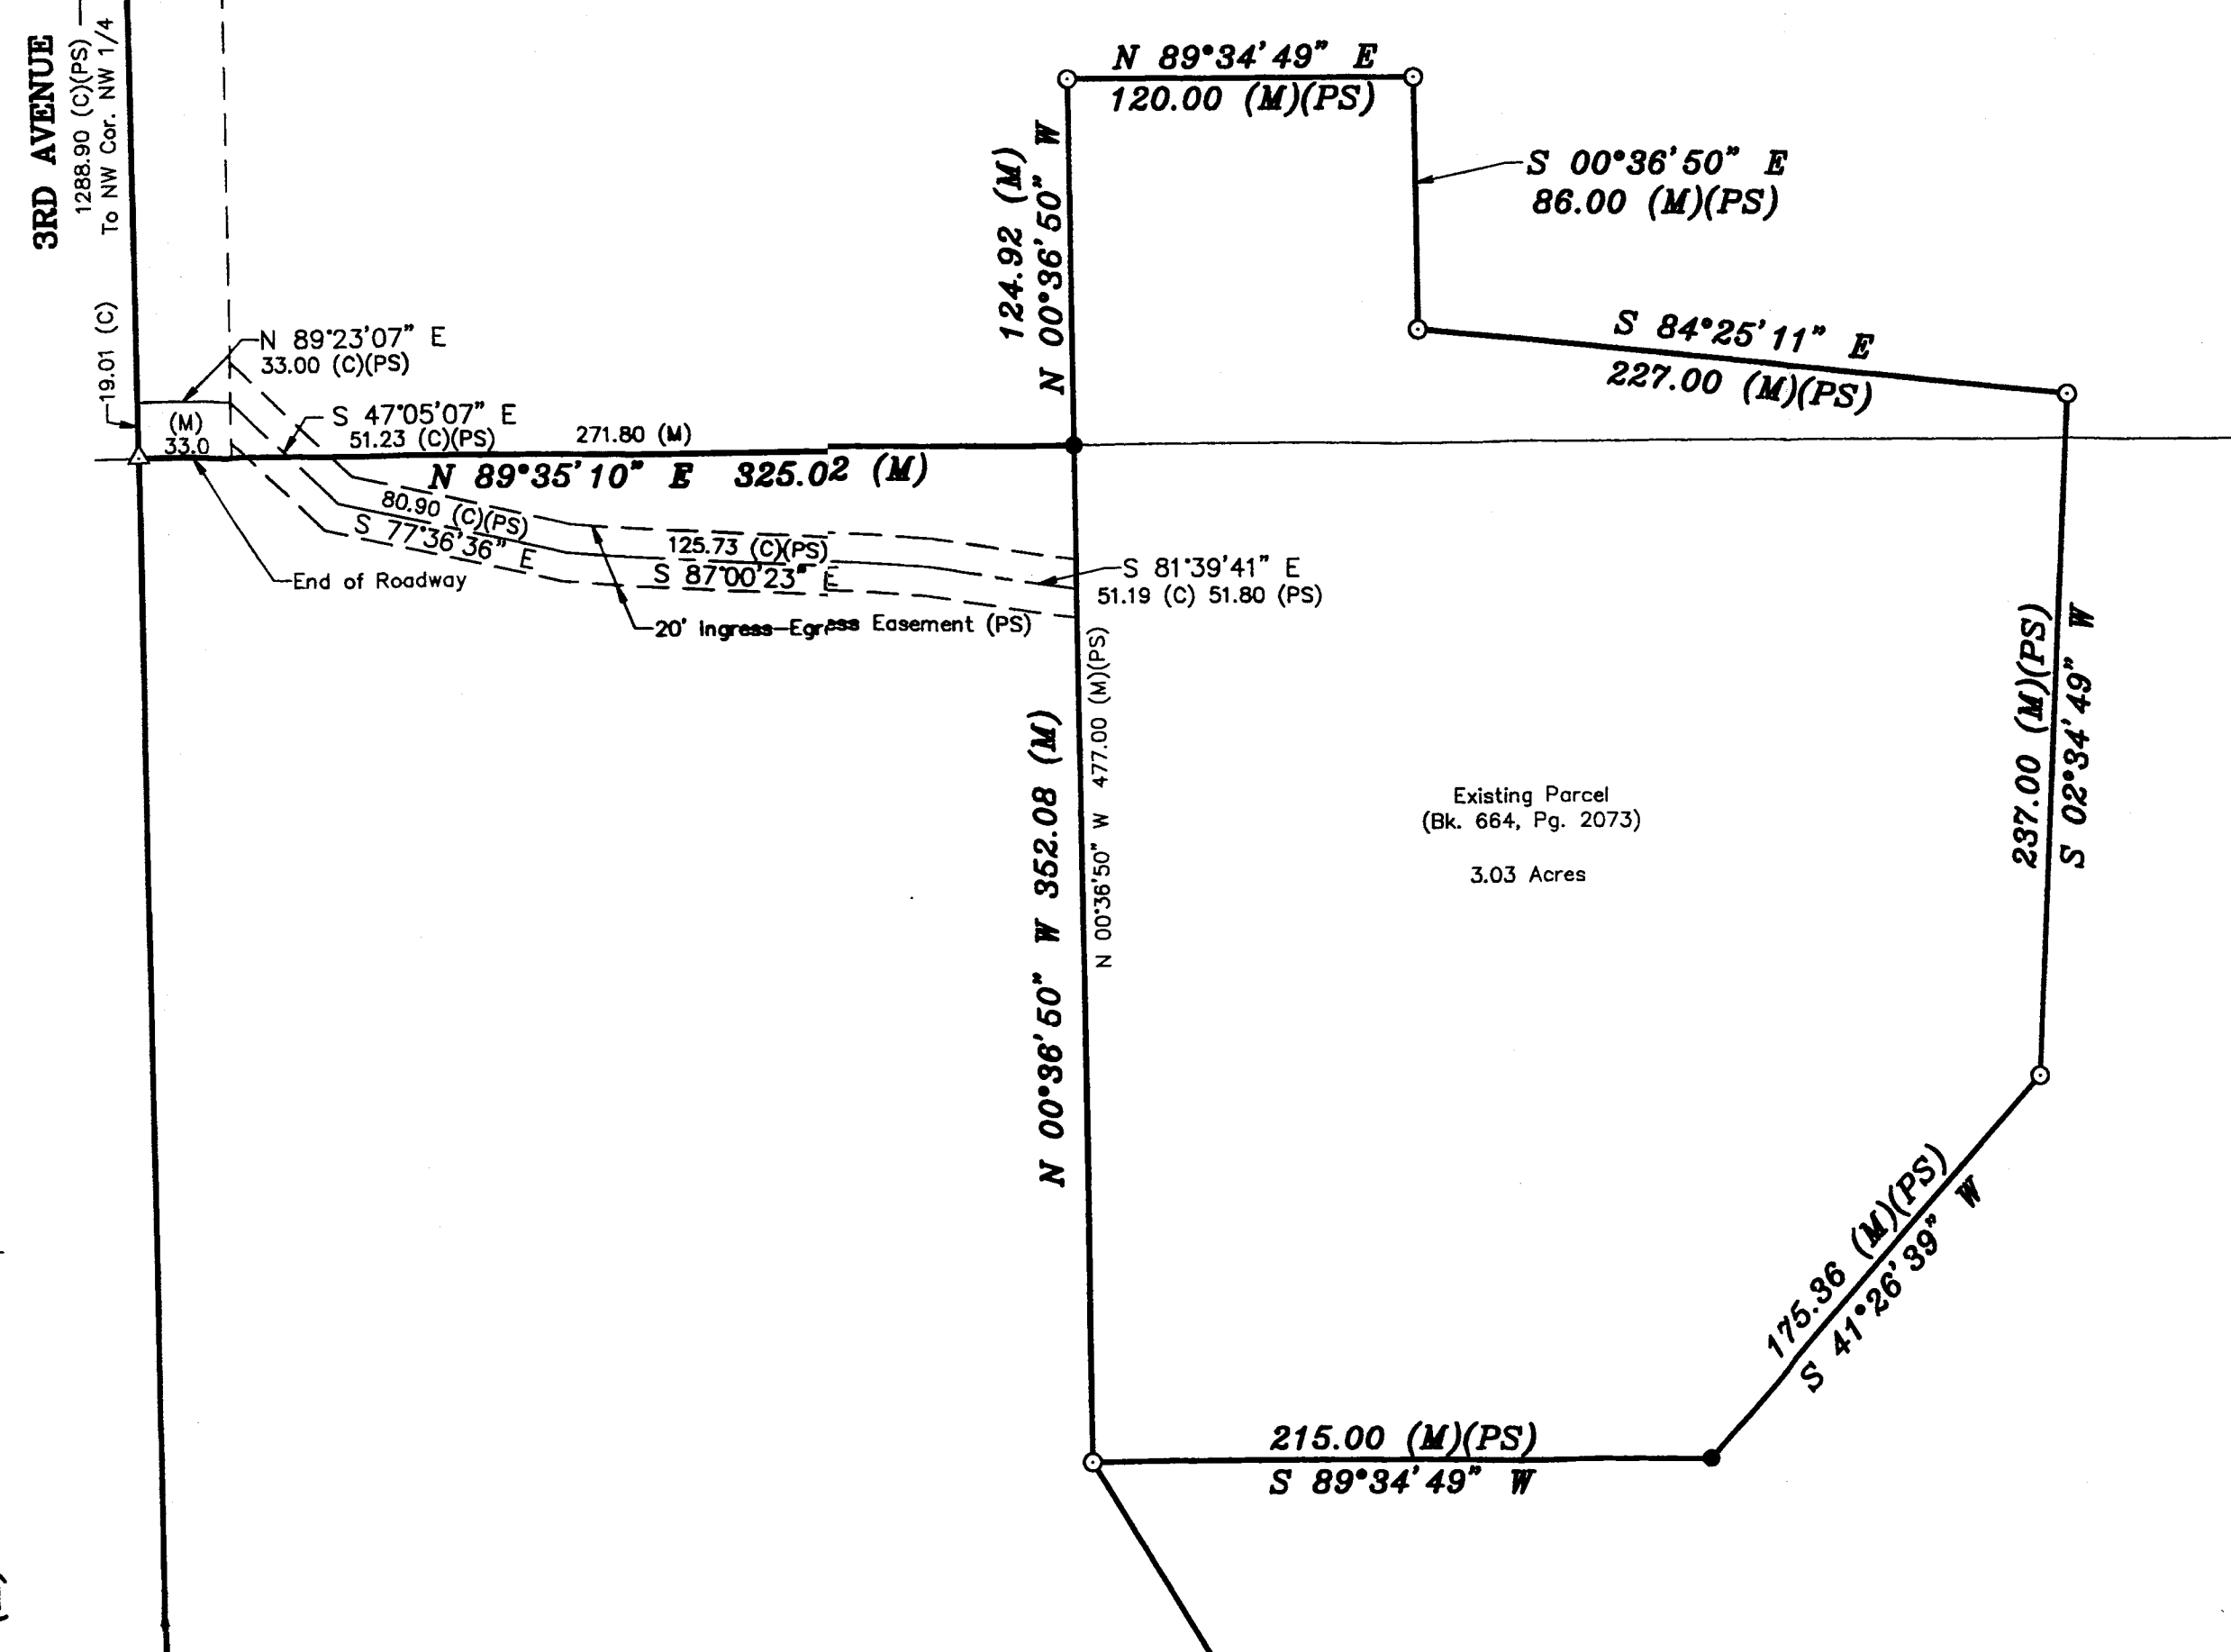 3RD AVENUE
1288.90 (C)(PS)
To NW Cor. NW 1/4
19.01 (C)
N 89°34'49" E
120.00 (M)(PS)
S 00°36'50" E
86.00 (M)(PS)
124.92 (M)
N 00°36'50" W
S 84°25'11" E
227.00 (M)(PS)
N 89°23'07" E
33.00 (C)(PS)
(M)
33.0
S 47°05'07" E
51.23 (C)(PS)
271.80 (M)
N 89°35'10" E 325.02 (M)
80.90 (C)(PS)
S 77°36'36" E
125.73 (C)(PS)
S 87°00'23" E
End of Roadway
20' Ingress-Egress Easement (PS)
S 81°39'41" E
51.19 (C) 51.80 (PS)
N 00°36'50" W 352.08 (M)
N 00°36'50" W 477.00 (M)(PS)
Existing Parcel
(Bk. 664, Pg. 2073)
3.03 Acres
237.00 (M)(PS)
S 02°34'49" W
175.36 (M)(PS)
S 41°26'39" W
215.00 (M)(PS)
S 89°34'49" W